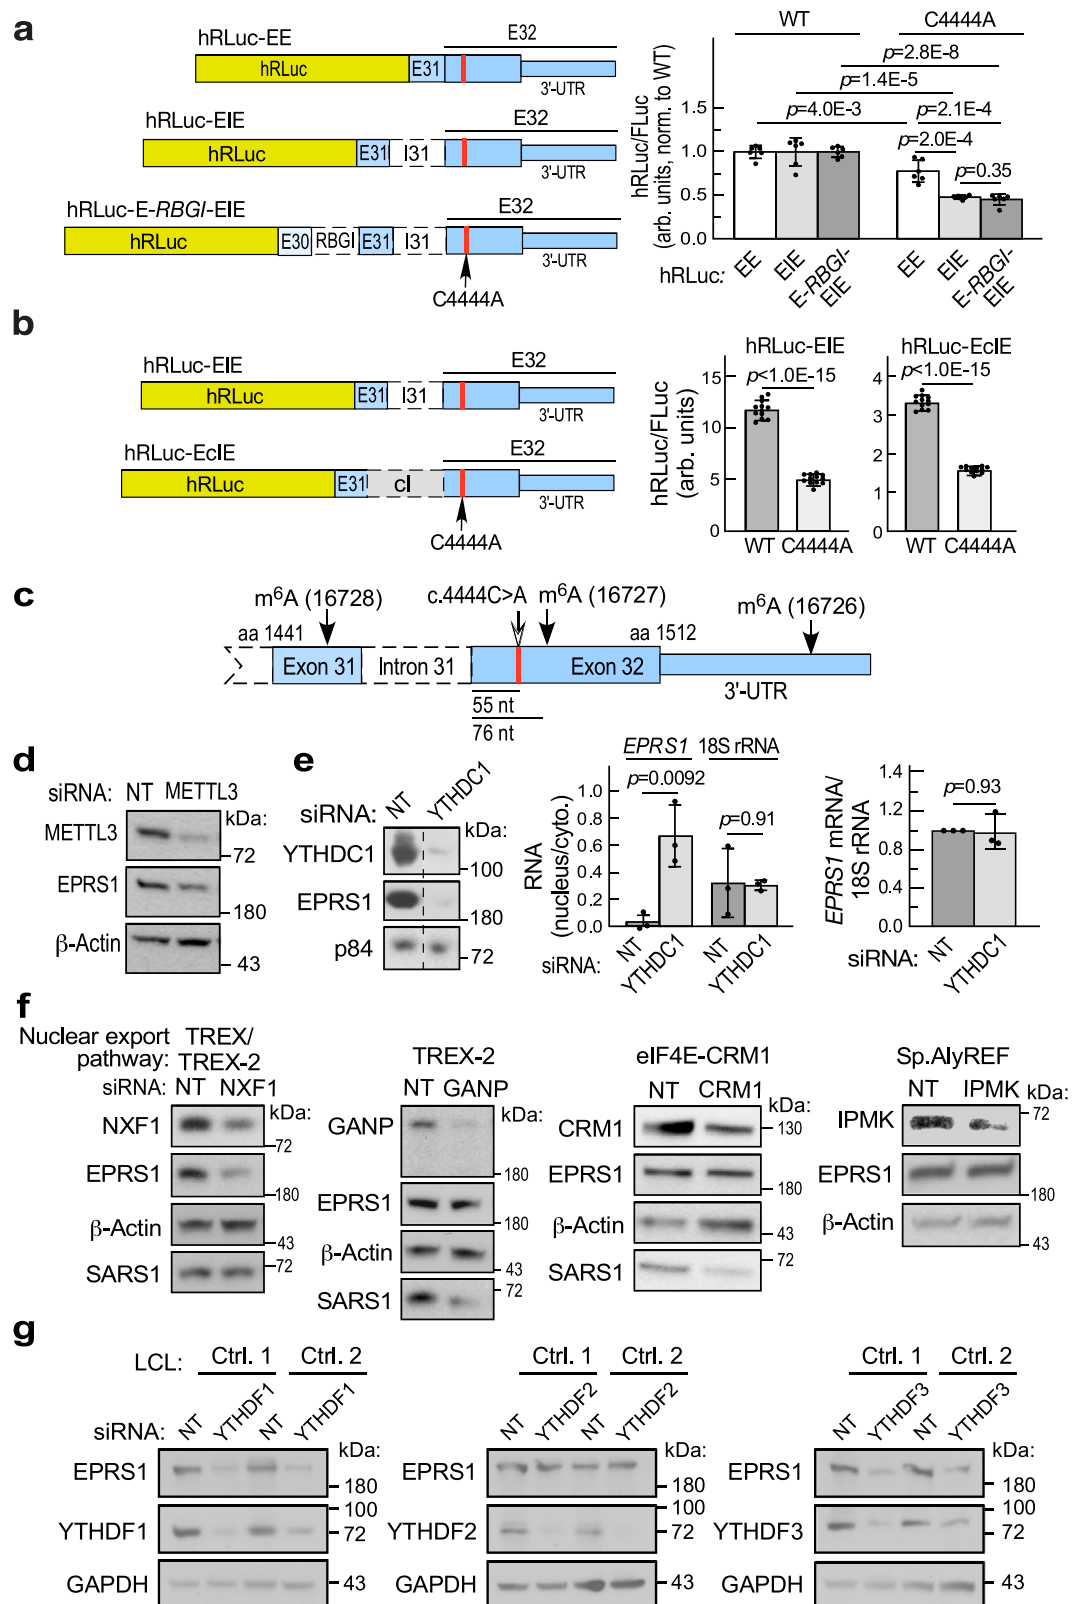 a
hRLuc-EE
E32
hRLuc
E31
3'-UTR
hRLuc-EIE
E32
hRLuc
E31
I31
3'-UTR
hRLuc-E-RBGI-EIE
E32
hRLuc
E30
RBGI
E31
I31
3'-UTR
C4444A
WT
C4444A
p=2.8E-8
p=1.4E-5
p=4.0E-3
p=2.1E-4
p=2.0E-4
p=0.35
hRLuc/FLuc
(arb. units, norm. to WT)
1.5
1.0
0.5
0.0
hRLuc:
EE
EIE
E-RBGI-
EIE
EE
EIE
E-RBGI-
EIE
b
hRLuc-EIE
E32
hRLuc
E31
I31
3'-UTR
hRLuc-EcIE
E32
hRLuc
E31
cI
3'-UTR
C4444A
hRLuc-EIE
p<1.0E-15
hRLuc/FLuc
(arb. units)
15
10
5
0
WT C4444A
hRLuc-EcIE
p<1.0E-15
4
3
2
1
0
WT C4444A
c
m6A (16728)
c.4444C>A
m6A (16727)
m6A (16726)
aa 1441
aa 1512
Exon 31
Intron 31
Exon 32
3'-UTR
55 nt
76 nt
d
siRNA: NT METTL3
kDa:
METTL3
72
EPRS1
180
β-Actin
43
e
siRNA:
NT
YTHDC1
kDa:
YTHDC1
100
EPRS1
180
p84
72
EPRS1
18S rRNA
p=0.0092
p=0.91
RNA
(nucleus/cyto.)
1.0
0.8
0.6
0.4
0.2
0.0
siRNA:
NT
YTHDC1
NT
YTHDC1
p=0.93
EPRS1 mRNA/
18S rRNA
1.4
1.2
0.8
0.4
0.0
siRNA:
NT
YTHDC1
f
Nuclear export
pathway:
TREX/
TREX-2
siRNA: NT NXF1
kDa:
NXF1
72
EPRS1
180
β-Actin
43
SARS1
72
TREX-2
NT GANP
kDa:
GANP
180
EPRS1
180
β-Actin
43
SARS1
72
eIF4E-CRM1
NT CRM1
kDa:
CRM1
130
EPRS1
180
β-Actin
43
SARS1
72
Sp.AlyREF
NT IPMK
kDa:
IPMK
72
EPRS1
180
β-Actin
43
g
LCL:
Ctrl. 1
Ctrl. 2
siRNA:
NT
YTHDF1
NT
YTHDF1
kDa:
EPRS1
180
100
YTHDF1
72
GAPDH
43
Ctrl. 1
Ctrl. 2
NT
YTHDF2
NT
YTHDF2
kDa:
EPRS1
180
100
YTHDF2
72
GAPDH
43
Ctrl. 1
Ctrl. 2
NT
YTHDF3
NT
YTHDF3
kDa:
EPRS1
180
100
YTHDF3
72
GAPDH
43